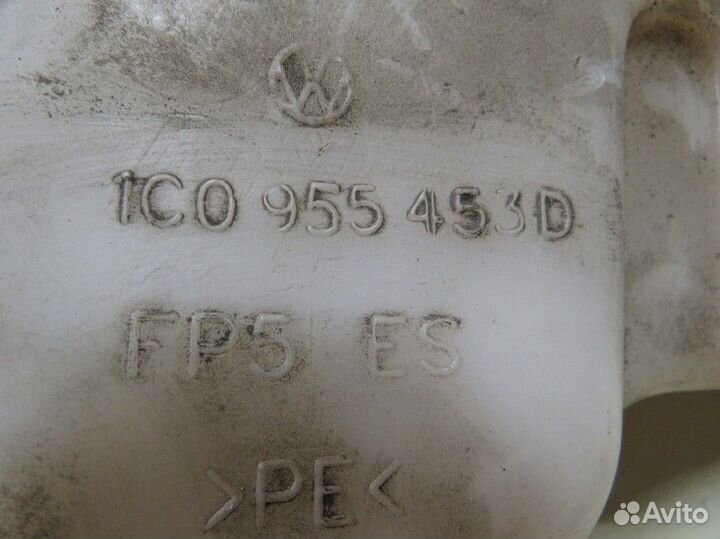 1C0 955 453D
FP5 ES
>PE<
Avito